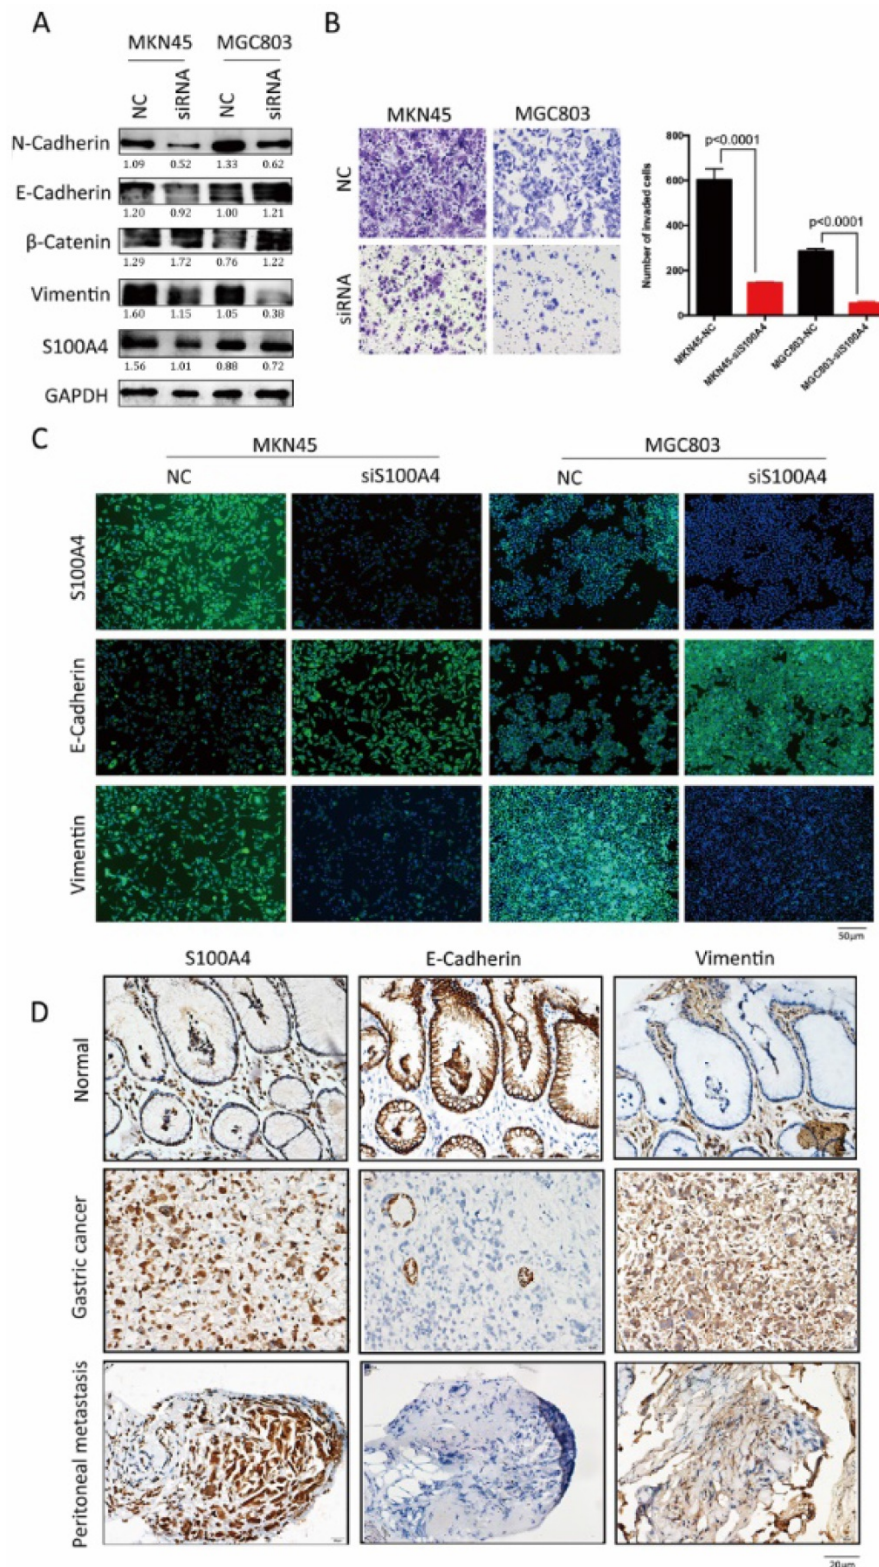 A
MKN45 MGC803
NC siRNA NC siRNA
N-Cadherin
1.09 0.52 1.33 0.62
E-Cadherin
1.20 0.92 1.00 1.21
β-Catenin
1.29 1.72 0.76 1.22
Vimentin
1.60 1.15 1.05 0.38
S100A4
1.56 1.01 0.88 0.72
GAPDH
B
MKN45 MGC803
NC
siRNA
Number of invaded cells
800
600
400
200
0
p<0.0001
p<0.0001
MKN45-NC
MKN45-siS100A4
MGC803-NC
MGC803-siS100A4
C
MKN45 MGC803
NC siS100A4 NC siS100A4
S100A4
E-Cadherin
Vimentin
50μm
D
S100A4 E-Cadherin Vimentin
Normal
Gastric cancer
Peritoneal metastasis
20μm